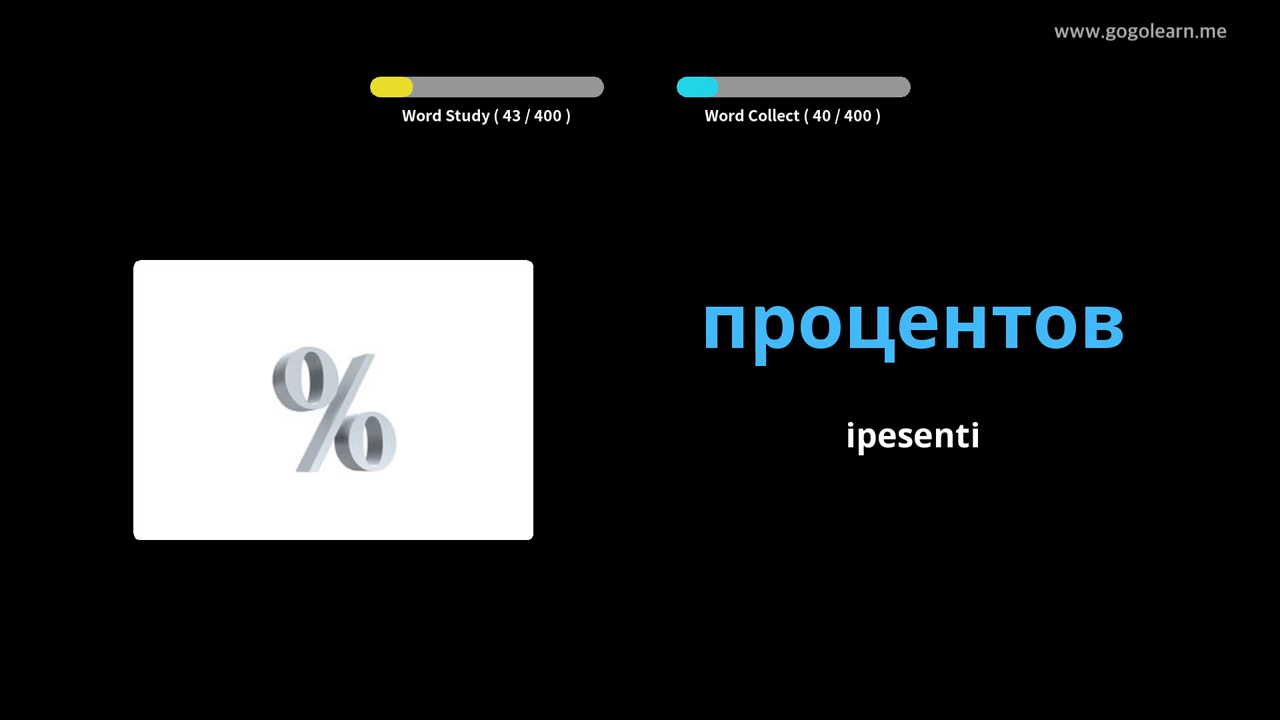 www.gogolearn.me
Word Study ( 43 / 400 )
Word Collect ( 40 / 400 )
%
процентов
ipesenti